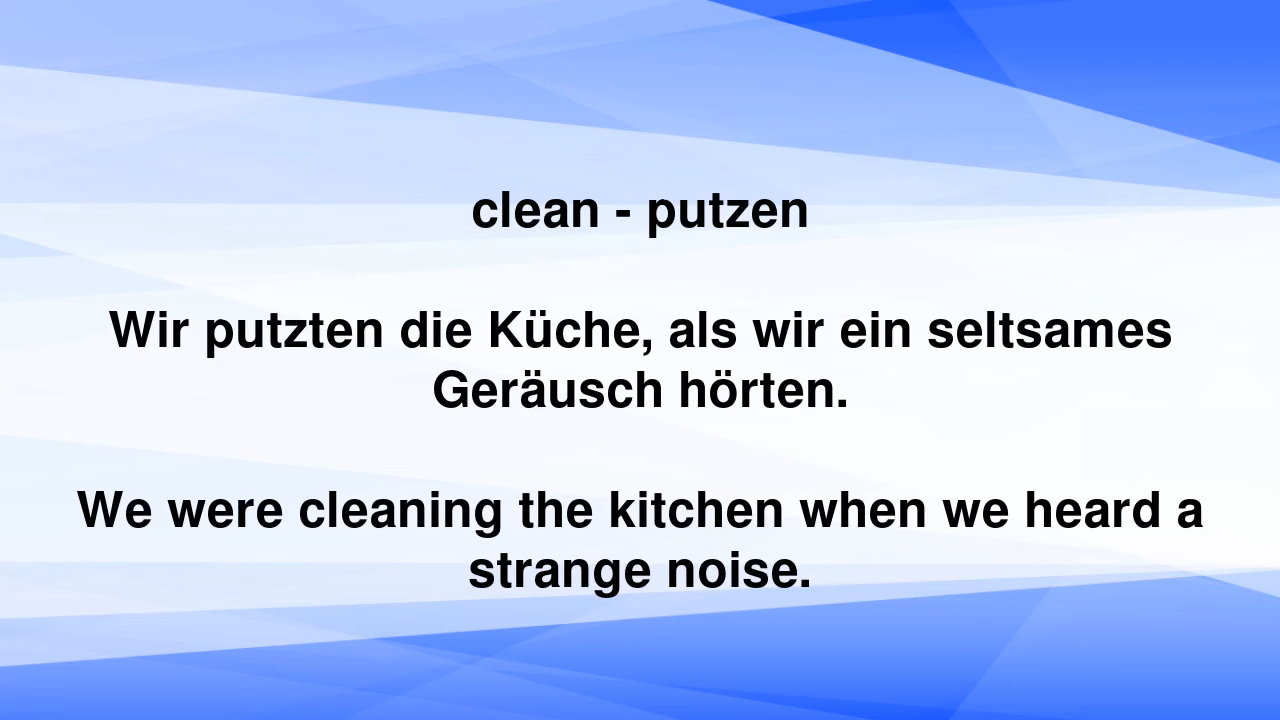 clean - putzen
Wir putzten die Küche, als wir ein seltsames
Geräusch hörten.
We were cleaning the kitchen when we heard a
strange noise.